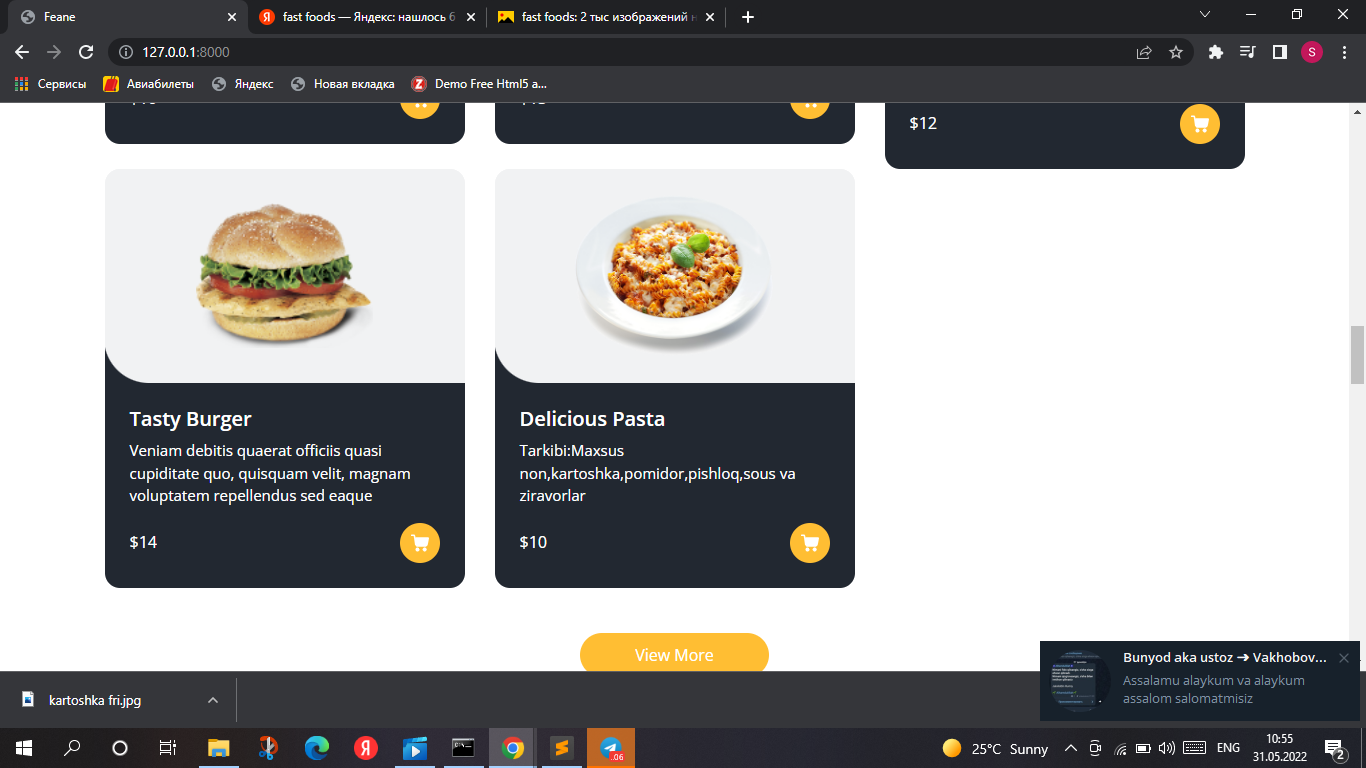 Feane
fast foods — Яндекс: нашлось 6
fast foods: 2 тыс изображений н
127.0.0.1:8000
S
Сервисы
Авиабилеты
Яндекс
Новая вкладка
Demo Free Html5 a...
$12
Tasty Burger
Veniam debitis quaerat officiis quasi
cupiditate quo, quisquam velit, magnam
voluptatem repellendus sed eaque
$14
Delicious Pasta
Tarkibi:Maxsus
non,kartoshka,pomidor,pishloq,sous va
ziravorlar
$10
View More
Bunyod aka ustoz ➜ Vakhobov...
Assalamu alaykum va alaykum
assalom salomatmisiz
kartoshka fri.jpg
..06
25°C Sunny
ENG
10:55
31.05.2022
2